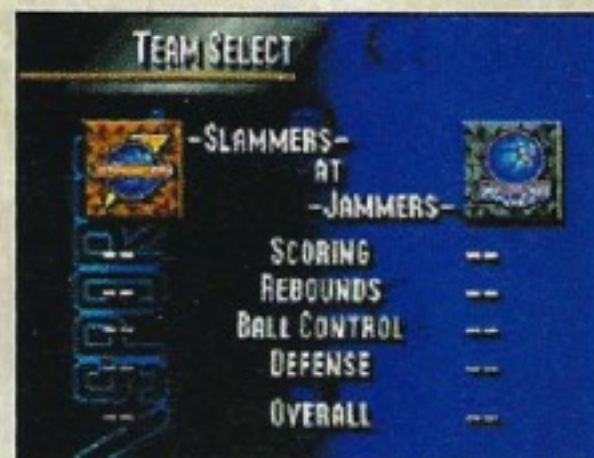 TEAM SELECT
-SLAMMERS-
AT
-JAMMERS-
-- SCORING --
-- REBOUNDS --
-- BALL CONTROL --
-- DEFENSE --
-- OVERALL --